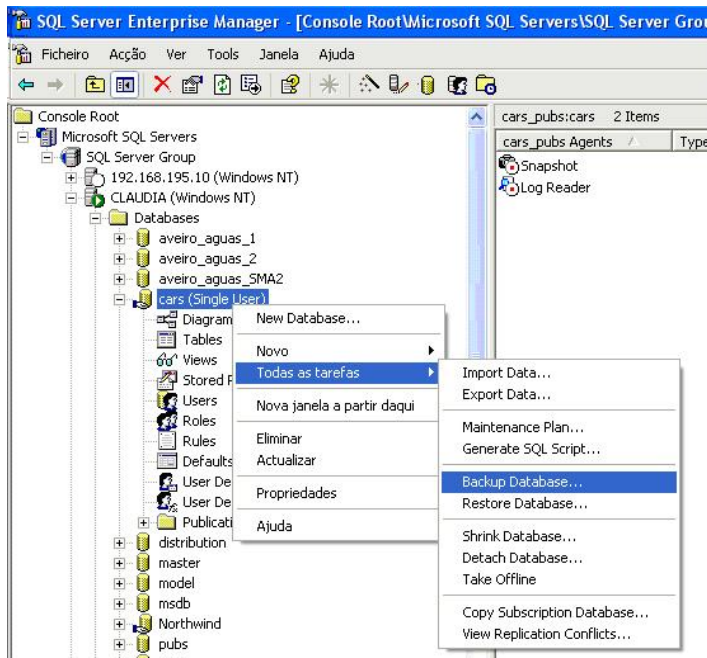 SQL Server Enterprise Manager - [Console Root\Microsoft SQL Servers\SQL Server Grou
Ficheiro Acção Ver Tools Janela Ajuda
Console Root
Microsoft SQL Servers
SQL Server Group
192.168.195.10 (Windows NT)
CLAUDIA (Windows NT)
Databases
aveiro_aguas_1
aveiro_aguas_2
aveiro_aguas_SMA2
cars (Single User)
Diagram
Tables
Views
Stored P
Users
Roles
Rules
Defaults
User De
User De
Publicati
distribution
master
model
msdb
Northwind
pubs
cars_pubs:cars 2 Items
cars_pubs Agents Type
Snapshot
Log Reader
New Database...
Novo
Todas as tarefas
Nova janela a partir daqui
Eliminar
Actualizar
Propriedades
Ajuda
Import Data...
Export Data...
Maintenance Plan...
Generate SQL Script...
Backup Database...
Restore Database...
Shrink Database...
Detach Database...
Take Offline
Copy Subscription Database...
View Replication Conflicts...